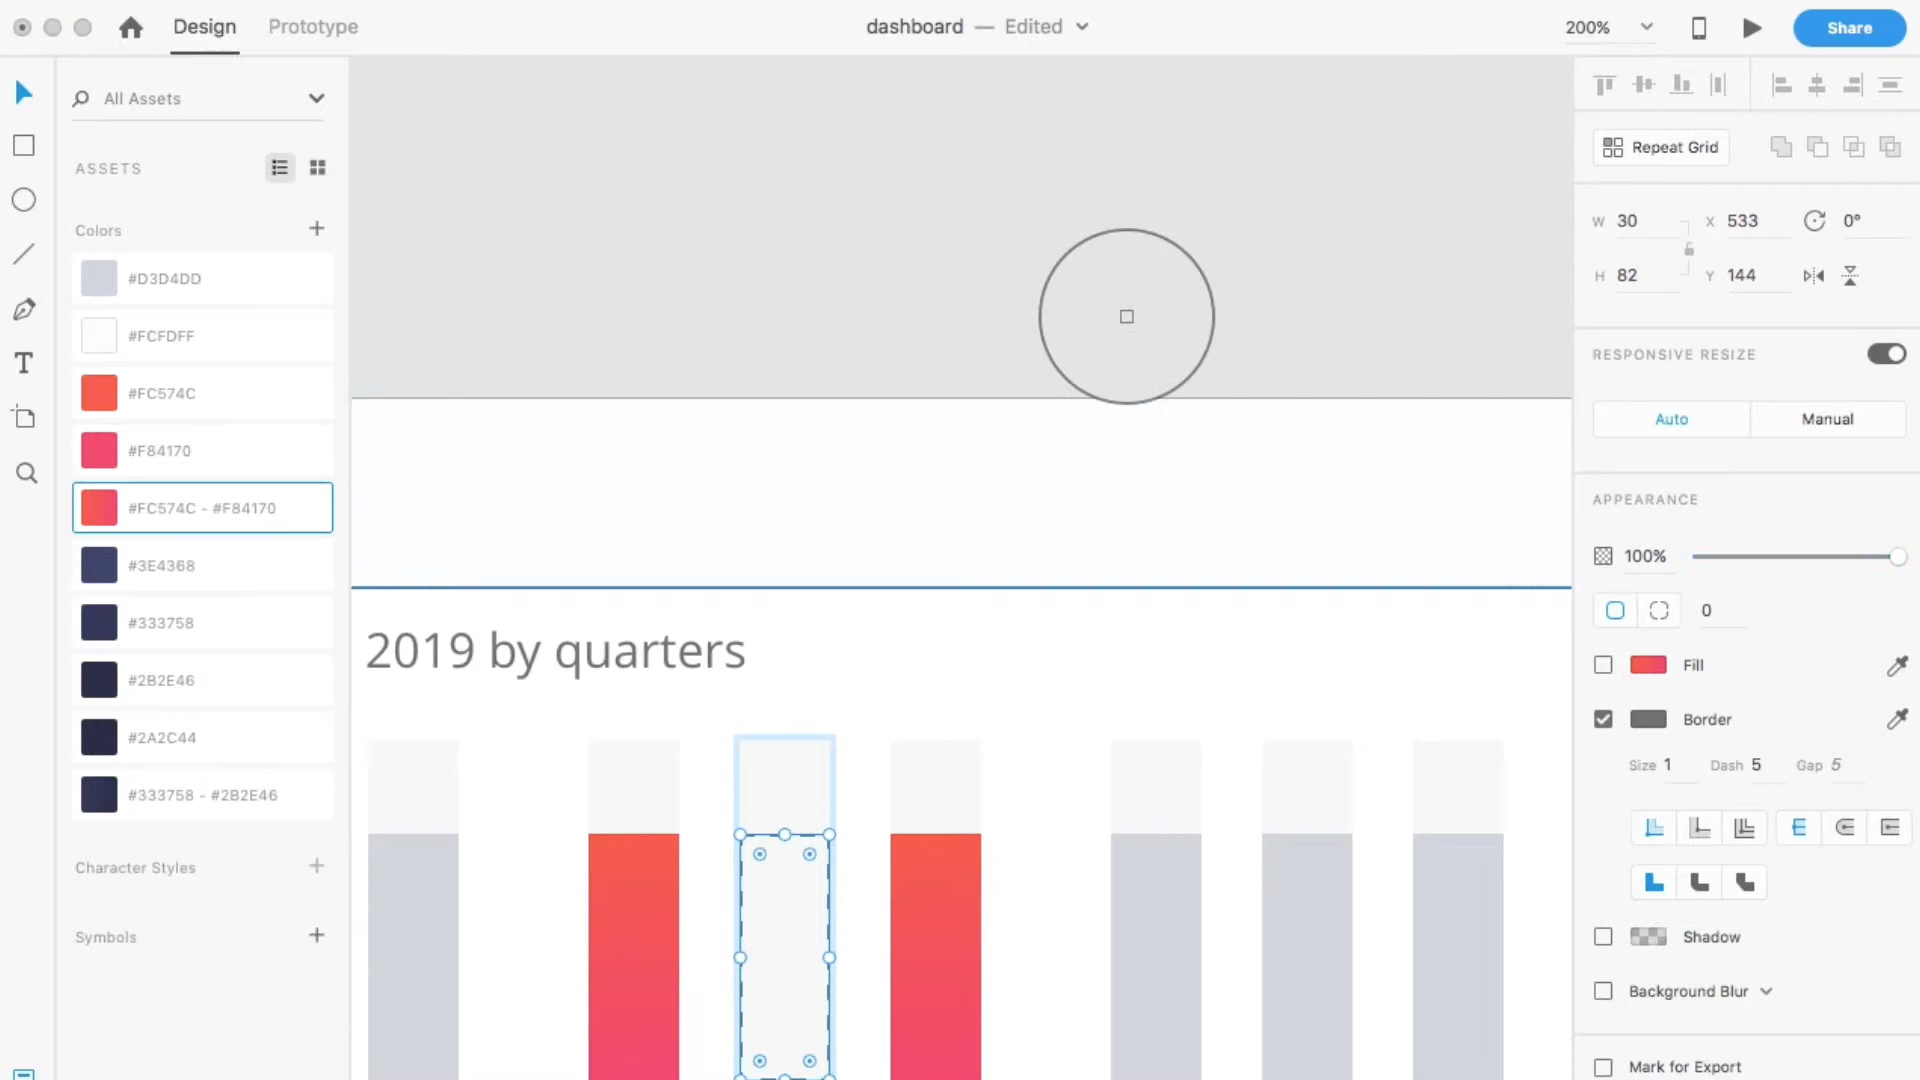 Design
Prototype
dashboard — Edited
200%
Share
All Assets
ASSETS
Colors
#D3D4DD
#FCFDFF
#FC574C
#F84170
#FC574C - #F84170
#3E4368
#333758
#2B2E46
#2A2C44
#333758 - #2B2E46
Character Styles
Symbols
2019 by quarters
Repeat Grid
W 30 X 533 0°
H 82 Y 144
RESPONSIVE RESIZE
Auto
Manual
APPEARANCE
100%
0
Fill
Border
Size 1 Dash 5 Gap 5
Shadow
Background Blur
Mark for Export